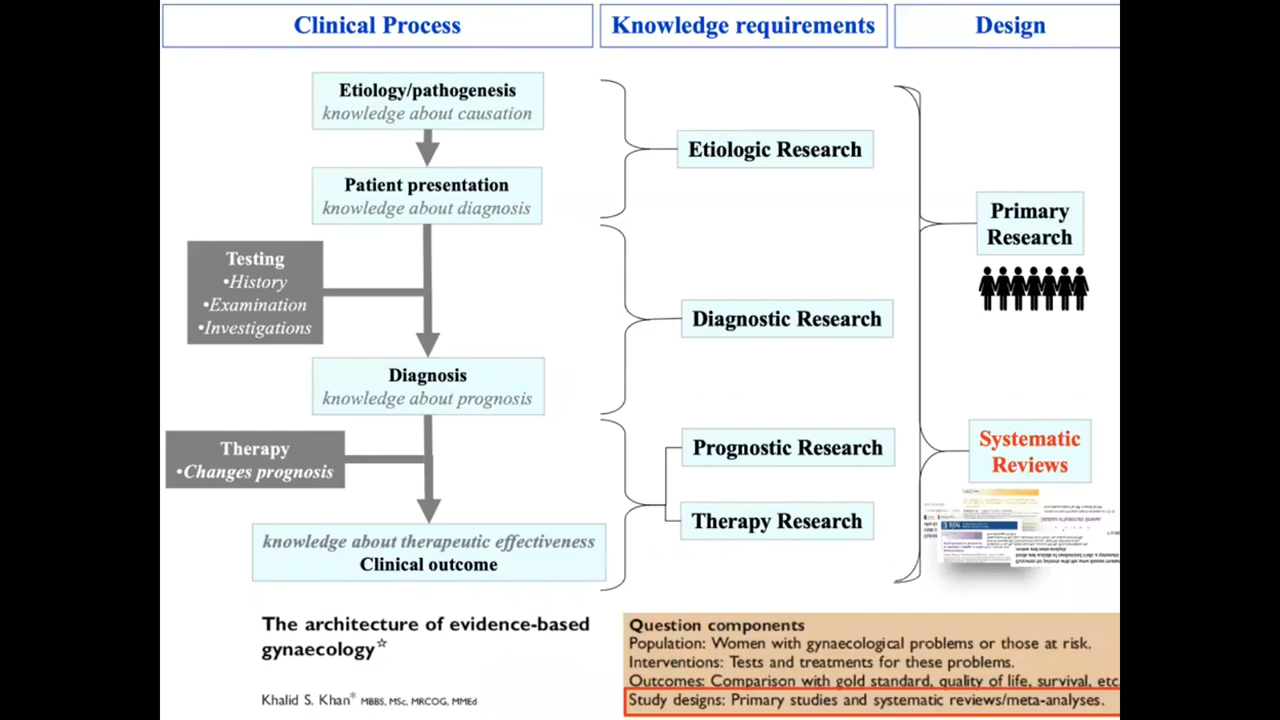 Clinical Process
Knowledge requirements
Design
Etiology/pathogenesis
knowledge about causation
Patient presentation
knowledge about diagnosis
Testing
•History
•Examination
•Investigations
Diagnosis
knowledge about prognosis
Therapy
•Changes prognosis
knowledge about therapeutic effectiveness
Clinical outcome
Etiologic Research
Diagnostic Research
Prognostic Research
Therapy Research
Primary
Research
Systematic
Reviews
The architecture of evidence-based
gynaecology☆
Khalid S. Khan* MBBS, MSc, MRCOG, MMEd
Question components
Population: Women with gynaecological problems or those at risk.
Interventions: Tests and treatments for these problems.
Outcomes: Comparison with gold standard, quality of life, survival, etc
Study designs: Primary studies and systematic reviews/meta-analyses.